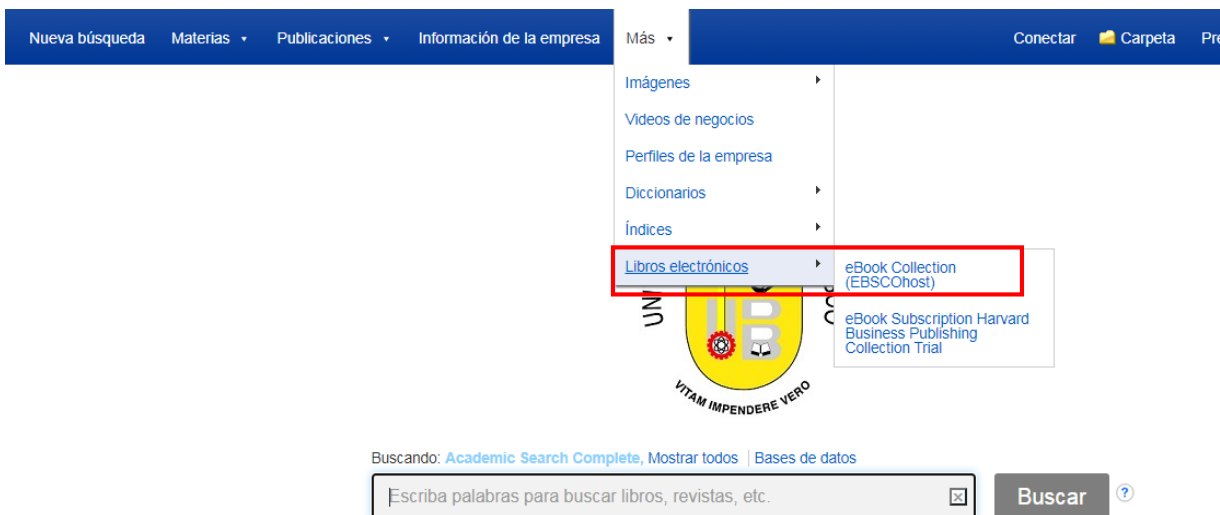 Nueva búsqueda Materias Publicaciones Información de la empresa Más Conectar Carpeta
Imágenes
Videos de negocios
Perfiles de la empresa
Diccionarios
Índices
Libros electrónicos
eBook Collection
(EBSCOhost)
eBook Subscription Harvard
Business Publishing
Collection Trial
UB
VITAM IMPENDERE VERO
Buscando: Academic Search Complete, Mostrar todos | Bases de datos
Escriba palabras para buscar libros, revistas, etc.
Buscar ?